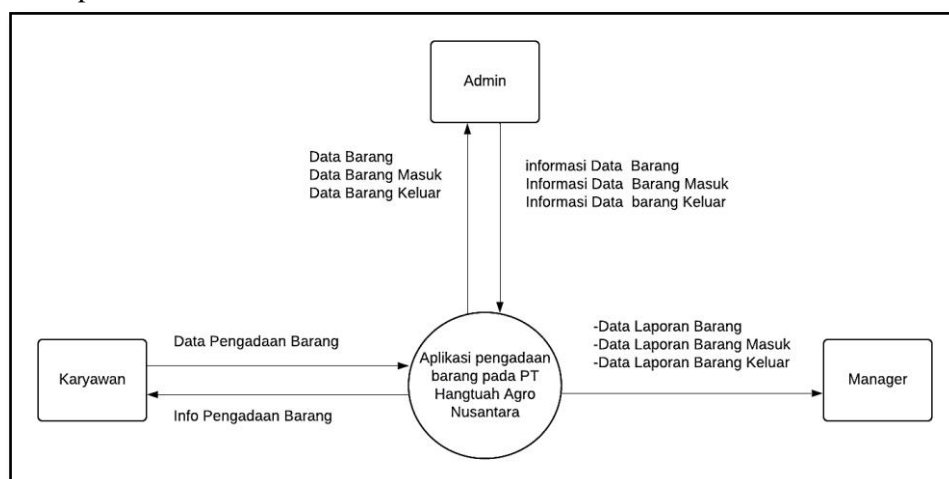 Admin
Data Barang
Data Barang Masuk
Data Barang Keluar
informasi Data Barang
Informasi Data Barang Masuk
Informasi Data barang Keluar
Data Pengadaan Barang
Karyawan
Info Pengadaan Barang
Aplikasi pengadaan
barang pada PT
Hangtuah Agro
Nusantara
-Data Laporan Barang
-Data Laporan Barang Masuk
-Data Laporan Barang Keluar
Manager